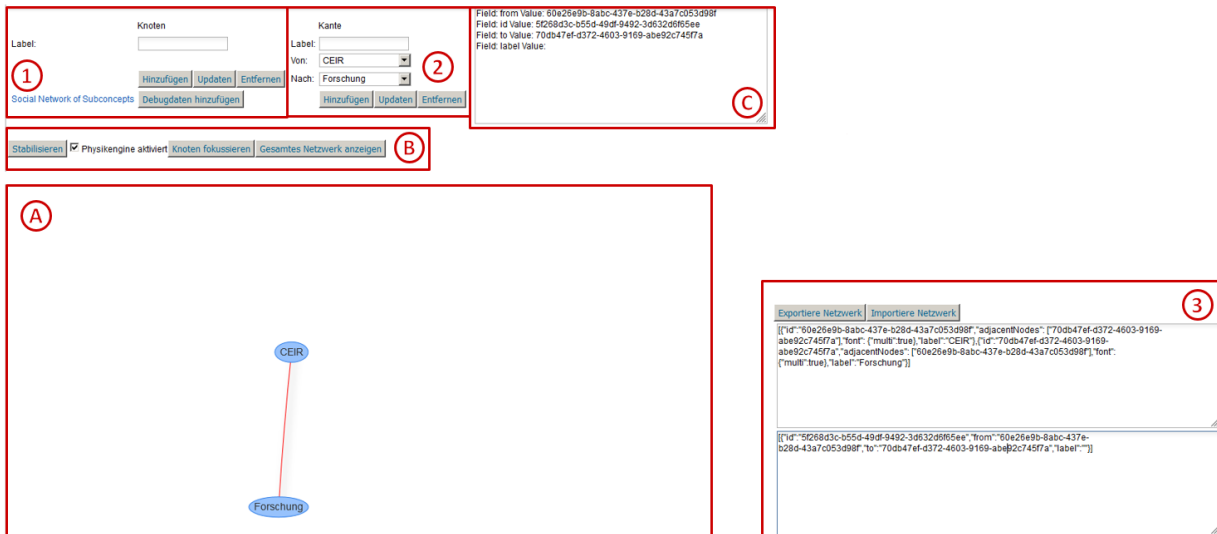 Knoten
Label:
1
Hinzufügen Updaten Entfernen
Social Network of Subconcepts Debugdaten hinzufügen
Kante
Label:
Von: CEIR
2
Nach: Forschung
Hinzufügen Updaten Entfernen
Field: from Value: 60e26e9b-8abc-437e-b28d-43a7c053d98f
Field: id Value: 5f268d3c-b55d-49df-9492-3d632d6f65ee
Field: to Value: 70db47ef-d372-4603-9169-abe92c745f7a
Field: label Value:
C
Stabilisieren Physikengine aktiviert Knoten fokussieren Gesamtes Netzwerk anzeigen
B
A
CEIR
Forschung
3
Exportiere Netzwerk Importiere Netzwerk
[{"id":"60e26e9b-8abc-437e-b28d-43a7c053d98f","adjacentNodes": ["70db47ef-d372-4603-9169-
abe92c745f7a"],"font": {"multi":true},"label":"CEIR"},{"id":"70db47ef-d372-4603-9169-
abe92c745f7a","adjacentNodes": ["60e26e9b-8abc-437e-b28d-43a7c053d98f"],"font":
{"multi":true},"label":"Forschung"}]
[{"id":"5f268d3c-b55d-49df-9492-3d632d6f65ee","from":"60e26e9b-8abc-437e-
b28d-43a7c053d98f","to":"70db47ef-d372-4603-9169-abe92c745f7a","label":""}]